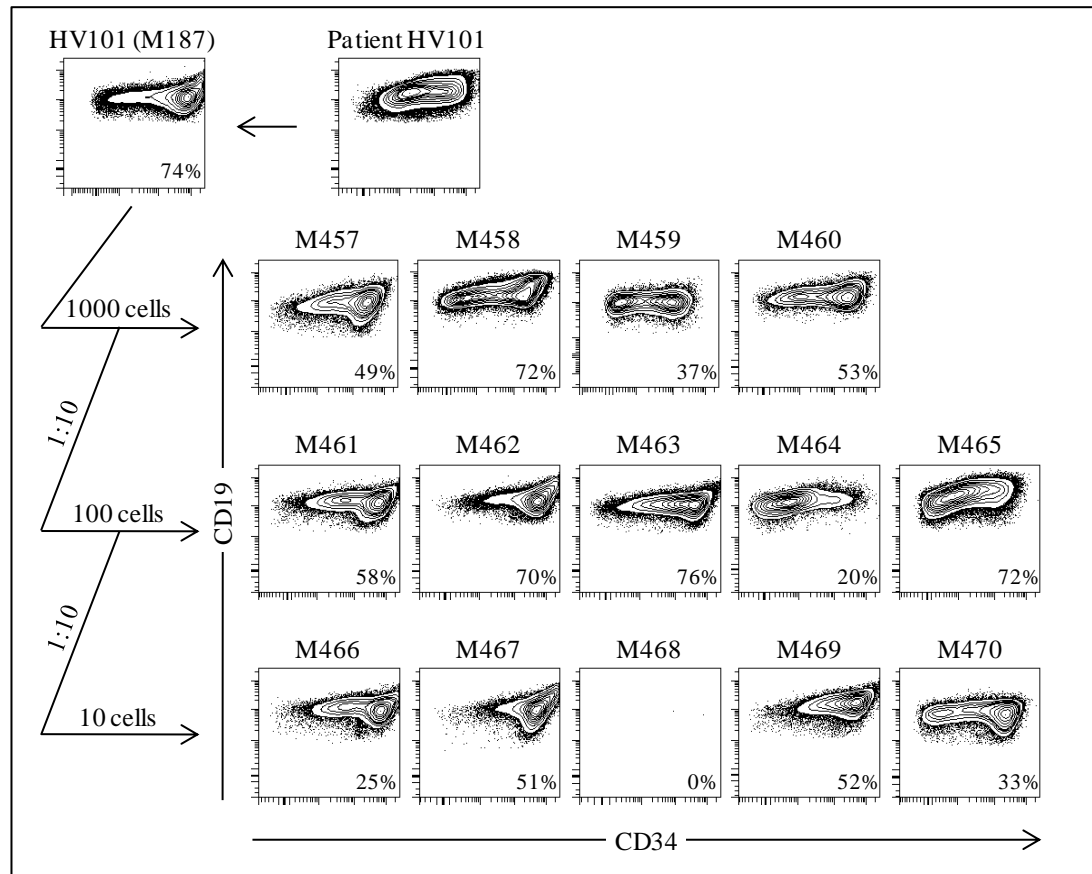 HV101 (M187)
Patient HV101
74%
M457
M458
M459
M460
1000 cells
49%
72%
37%
53%
1:10
M461
M462
M463
M464
M465
CD19
100 cells
58%
70%
76%
20%
72%
1:10
M466
M467
M468
M469
M470
10 cells
25%
51%
0%
52%
33%
CD34